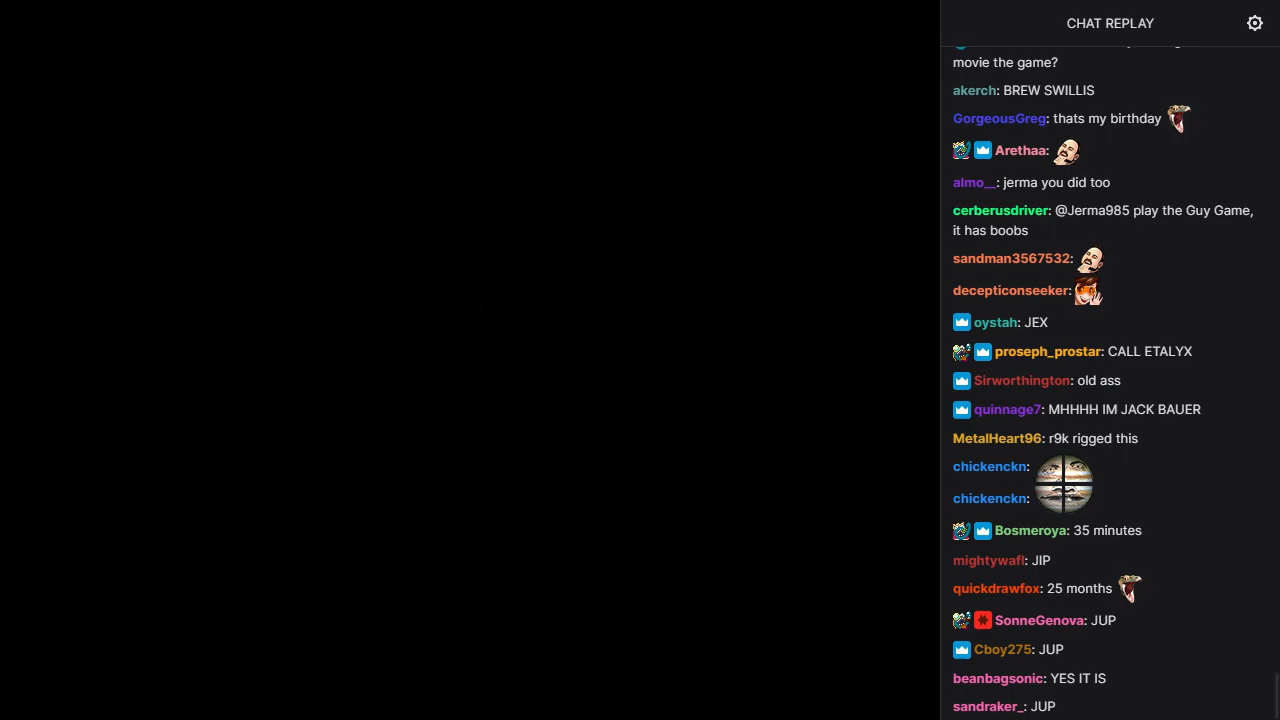 CHAT REPLAY
movie the game?
akerch: BREW SWILLIS
GorgeousGreg: thats my birthday
Arethaa:
almo__: jerma you did too
cerberusdriver: @Jerma985 play the Guy Game,
it has boobs
sandman3567532:
decepticonseeker:
oystah: JEX
proseph_prostar: CALL ETALYX
Sirworthington: old ass
quinnage7: MHHHH IM JACK BAUER
MetalHeart96: r9k rigged this
chickenckn:
chickenckn:
Bosmeroya: 35 minutes
mightywafl: JIP
quickdrawfox: 25 months
SonneGenova: JUP
Cboy275: JUP
beanbagsonic: YES IT IS
sandraker_: JUP